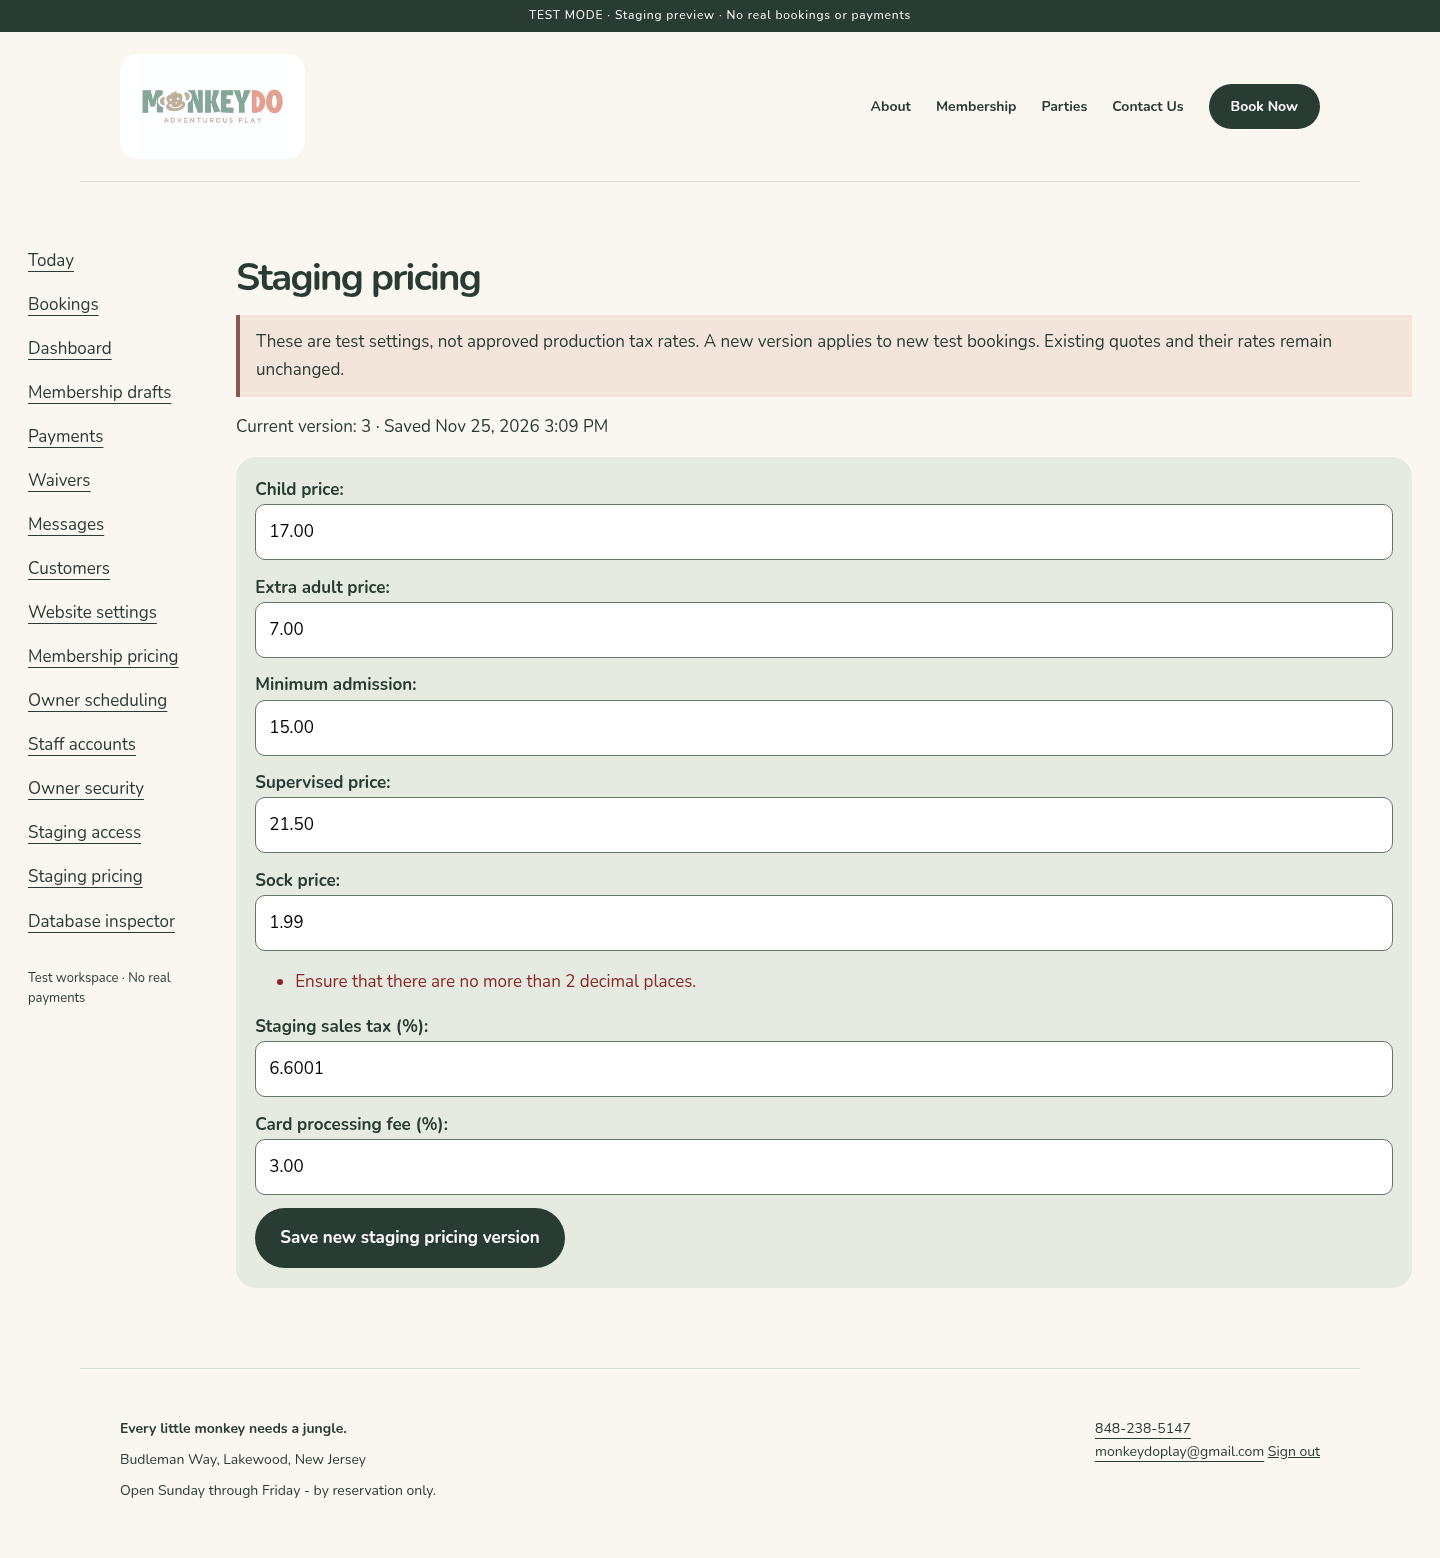 TEST MODE · Staging preview · No real bookings or payments
MONKEYDO
ADVENTUROUS PLAY
About
Membership
Parties
Contact Us
Book Now
Today
Bookings
Dashboard
Membership drafts
Payments
Waivers
Messages
Customers
Website settings
Membership pricing
Owner scheduling
Staff accounts
Owner security
Staging access
Staging pricing
Database inspector
Test workspace · No real
payments
Staging pricing
These are test settings, not approved production tax rates. A new version applies to new test bookings. Existing quotes and their rates remain
unchanged.
Current version: 3 · Saved Nov 25, 2026 3:09 PM
Child price:
17.00
Extra adult price:
7.00
Minimum admission:
15.00
Supervised price:
21.50
Sock price:
1.99
• Ensure that there are no more than 2 decimal places.
Staging sales tax (%):
6.6001
Card processing fee (%):
3.00
Save new staging pricing version
Every little monkey needs a jungle.
Budleman Way, Lakewood, New Jersey
Open Sunday through Friday - by reservation only.
848-238-5147
monkeydoplay@gmail.com Sign out